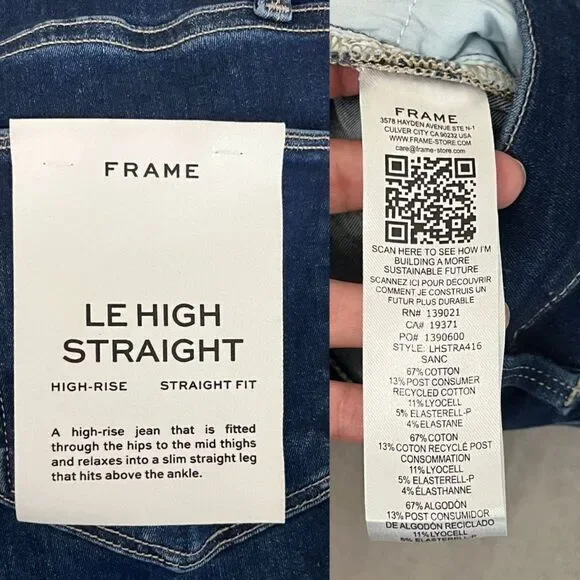 FRAME
LE HIGH
STRAIGHT
HIGH-RISE STRAIGHT FIT
A high-rise jean that is fitted
through the hips to the mid thighs
and relaxes into a slim straight leg
that hits above the ankle.
FRAME
3578 HAYDEN AVENUE STE N-1
CULVER CITY CA 90232 USA
WWW.FRAME-STORE.COM
care@frame-store.com
SCAN HERE TO SEE HOW I'M
BUILDING A MORE
SUSTAINABLE FUTURE
SCANNEZ ICI POUR DÉCOUVRIR
COMMENT JE CONSTRUIS UN
FUTUR PLUS DURABLE
RN# 139021
CA# 19371
PO# 1390600
STYLE: LHSTRA416
SANC
67% COTTON
13% POST CONSUMER
RECYCLED COTTON
11% LYOCELL
5% ELASTERELL-P
4% ELASTANE
67% COTON
13% COTON RECYCLÉ POST
CONSOMMATION
11% LYOCELL
5% ELASTERELL-P
4% ÉLASTHANNE
67% ALGODÓN
13% POST CONSUMIDOR
DE ALGODÓN RECICLADO
11% LYOCELL
5% ELASTERELL-P